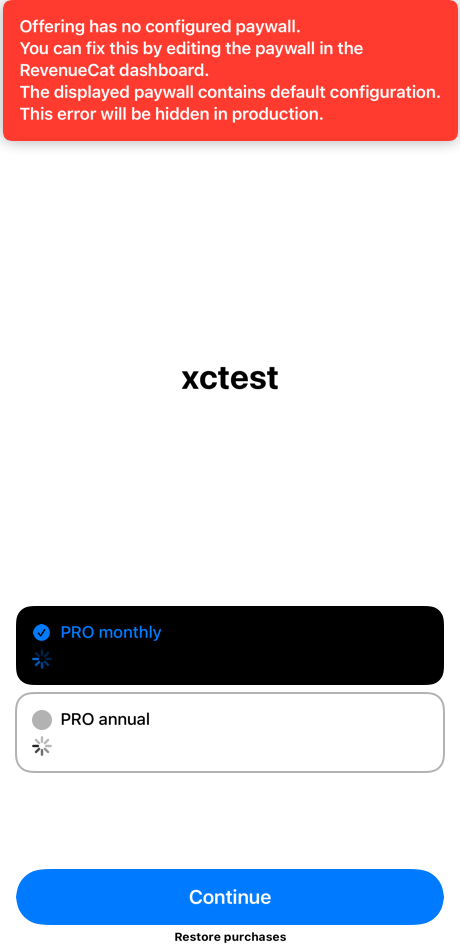 Offering has no configured paywall.
You can fix this by editing the paywall in the
RevenueCat dashboard.
The displayed paywall contains default configuration.
This error will be hidden in production.
xctest
PRO monthly
PRO annual
Continue
Restore purchases